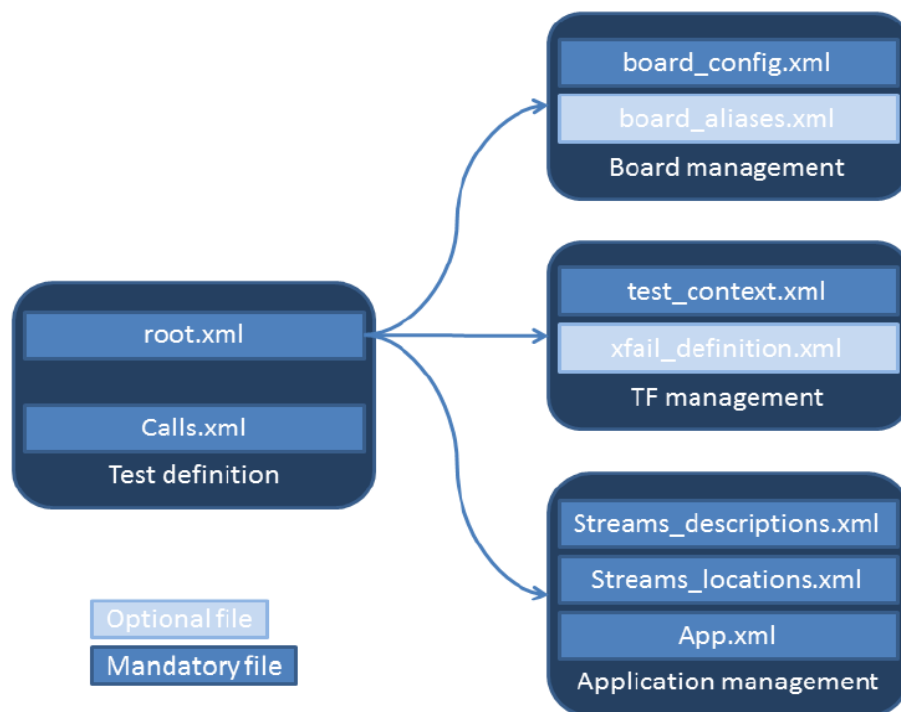 board_config.xml
board_aliases.xml
Board management
root.xml
Calls.xml
Test definition
test_context.xml
xfail_definition.xml
TF management
Streams_descriptions.xml
Streams_locations.xml
App.xml
Application management
Optional file
Mandatory file